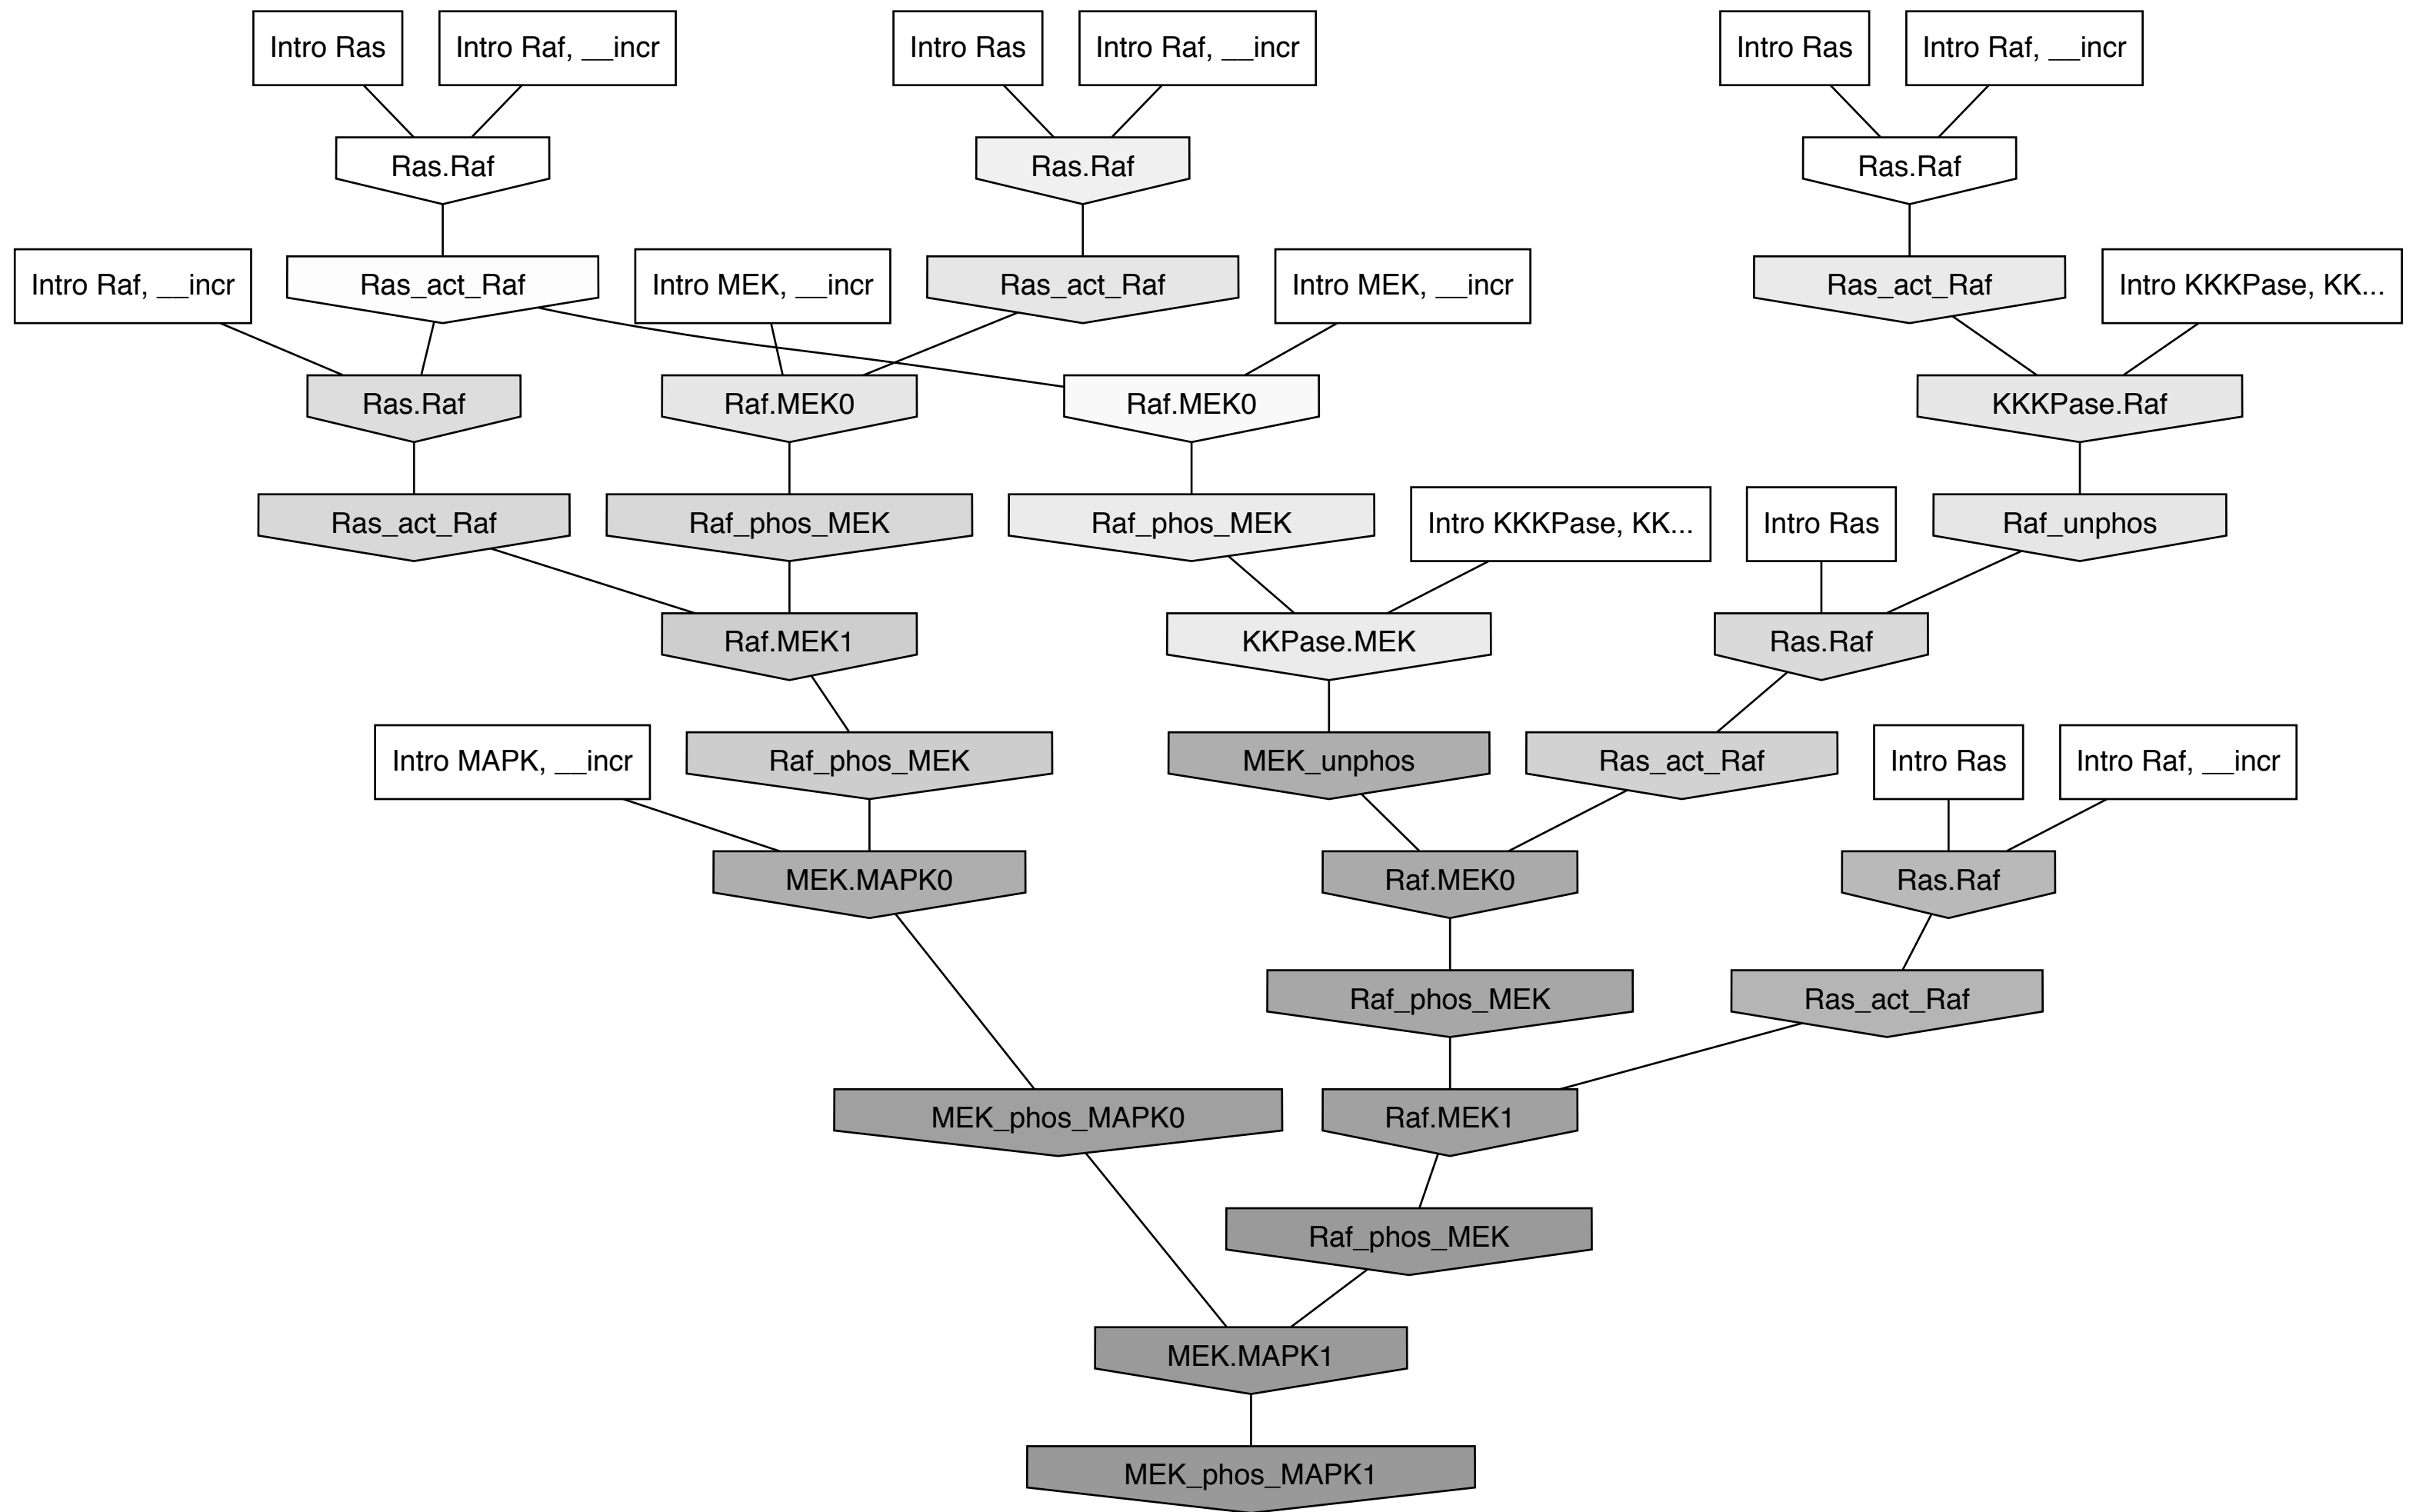 Intro Ras
Intro Raf, __incr
Intro Ras
Intro Raf, __incr
Intro Ras
Intro Raf, __incr
Ras.Raf
Ras.Raf
Ras.Raf
Intro Raf, __incr
Ras_act_Raf
Intro MEK, __incr
Ras_act_Raf
Intro MEK, __incr
Ras_act_Raf
Intro KKKPase, KK...
Ras.Raf
Raf.MEK0
Raf.MEK0
KKKPase.Raf
Ras_act_Raf
Raf_phos_MEK
Raf_phos_MEK
Intro KKKPase, KK...
Intro Ras
Raf_unphos
Raf.MEK1
KKPase.MEK
Ras.Raf
Intro MAPK, __incr
Raf_phos_MEK
MEK_unphos
Ras_act_Raf
Intro Ras
Intro Raf, __incr
MEK.MAPK0
Raf.MEK0
Ras.Raf
Raf_phos_MEK
Ras_act_Raf
MEK_phos_MAPK0
Raf.MEK1
Raf_phos_MEK
MEK.MAPK1
MEK_phos_MAPK1